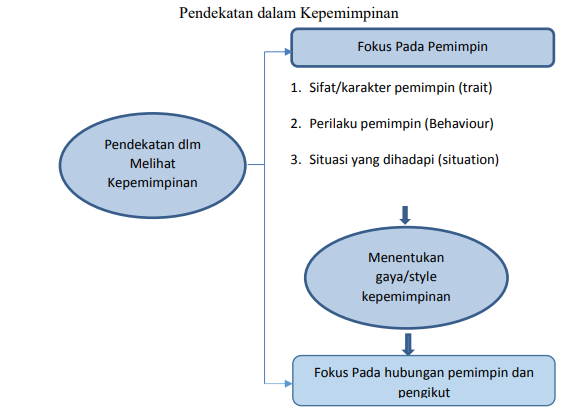 Pendekatan dalam Kepemimpinan
Fokus Pada Pemimpin
1. Sifat/karakter pemimpin (trait)
2. Perilaku pemimpin (Behaviour)
3. Situasi yang dihadapi (situation)
Pendekatan dlm
Melihat
Kepemimpinan
Menentukan
gaya/style
kepemimpinan
Fokus Pada hubungan pemimpin dan
pengikut